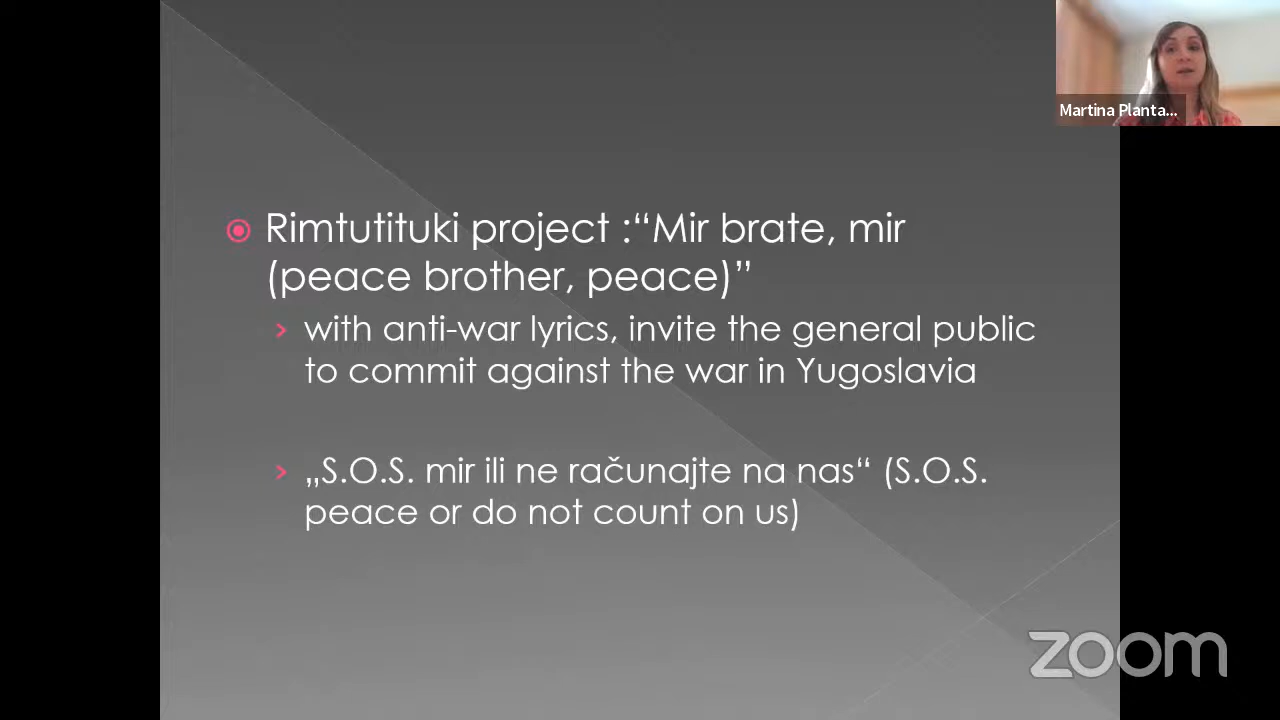 Martina Planta...
Rimtutituki project :“Mir brate, mir
(peace brother, peace)”
with anti-war lyrics, invite the general public
to commit against the war in Yugoslavia
„S.O.S. mir ili ne računajte na nas“ (S.O.S.
peace or do not count on us)
zoom